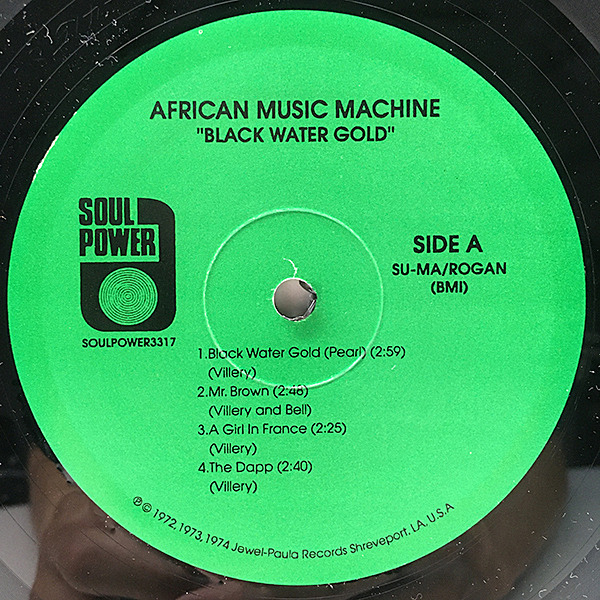 AFRICAN MUSIC MACHINE
"BLACK WATER GOLD"
SOUL
POWER
SOULPOWER3317
SIDE A
SU-MA/ROGAN
(BMI)
1.Black Water Gold (Pearl) (2:59)
(Villery)
2.Mr. Brown (2:48)
(Villery and Bell)
3.A Girl In France (2:25)
(Villery)
4.The Dapp (2:40)
(Villery)
℗ © 1972,1973,1974 Jewel-Paula Records Shreveport, LA, U.S.A